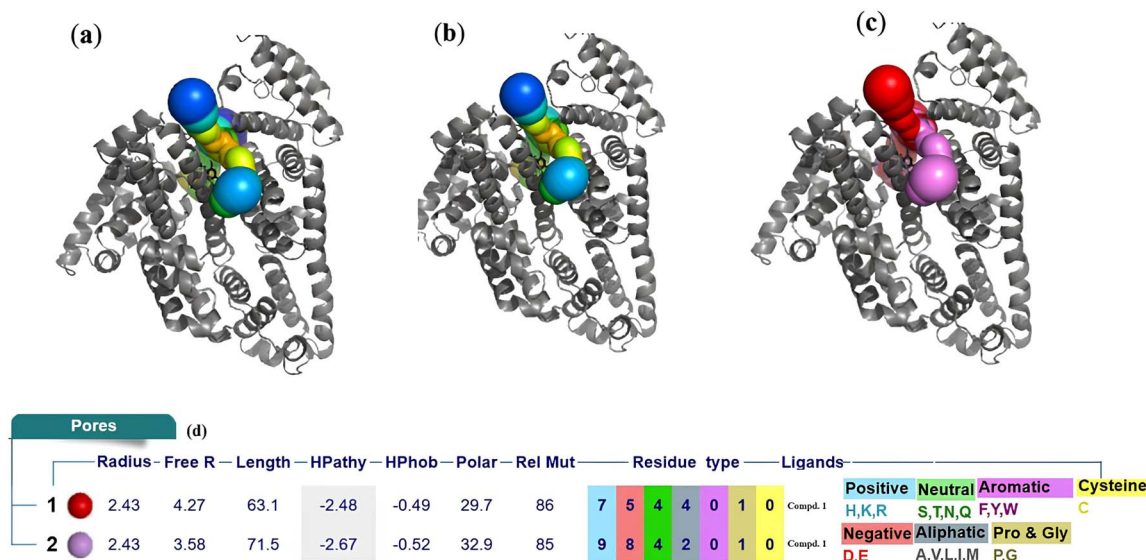 (a)
(b)
(c)
Pores
(d)
Radius Free R Length HPathy HPhob Polar Rel Mut Residue type Ligands
1 2.43 4.27 63.1 -2.48 -0.49 29.7 86 7 5 4 4 0 1 0 Compd. 1
2 2.43 3.58 71.5 -2.67 -0.52 32.9 85 9 8 4 2 0 1 0 Compd. 1
Positive Neutral Aromatic Cysteine
H,K,R S,T,N,Q F,Y,W C
Negative Aliphatic Pro & Gly
D,E A,V,L,I,M P,G